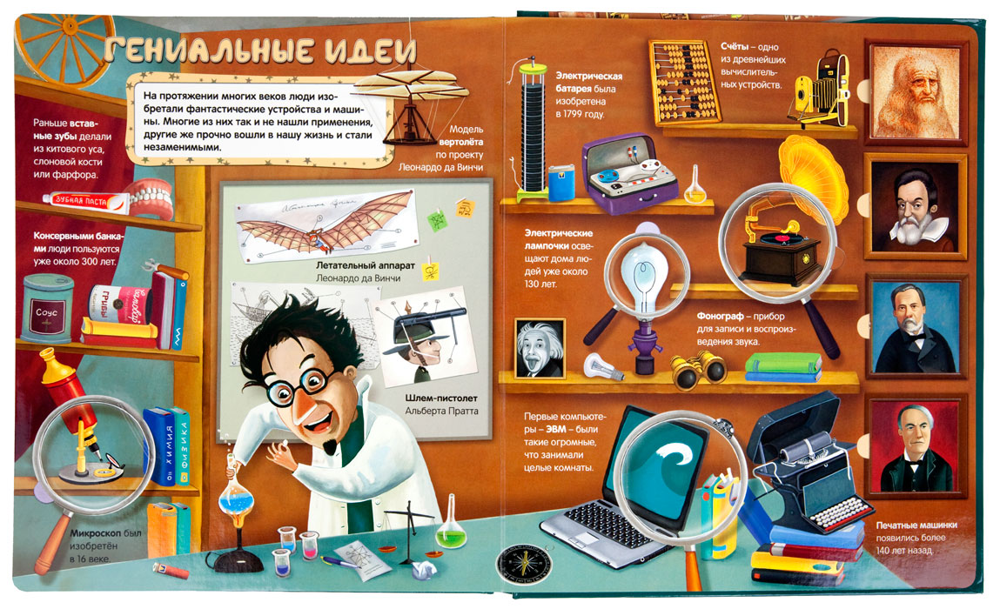 ГЕНИАЛЬНЫЕ ИДЕИ
На протяжении многих веков люди изо-
бретали фантастические устройства и маши-
ны. Многие из них так и не нашли применения,
другие же прочно вошли в нашу жизнь и стали
незаменимыми.
Раньше встав-
ные зубы делали
из китового уса,
слоновой кости
или фарфора.
ЗУБНАЯ ПАСТА
Консервными банка-
ми люди пользуются
уже около 300 лет.
Соус
ГРИБЫ
ХИМИЯ
ФИЗИКА
Микроскоп был
изобретён
в 16 веке.
Модель
вертолёта
по проекту
Леонардо да Винчи
Летательный аппарат
Леонардо да Винчи
Шлем-пистолет
Альберта Пратта
Электрическая
батарея была
изобретена
в 1799 году.
Счёты – одно
из древнейших
вычислитель-
ных устройств.
Электрические
лампочки осве-
щают дома лю-
дей уже около
130 лет.
Фонограф – прибор
для записи и воспроиз-
ведения звука.
Первые компьюте-
ры – ЭВМ – были
такие огромные,
что занимали
целые комнаты.
Печатные машинки
появились более
140 лет назад.